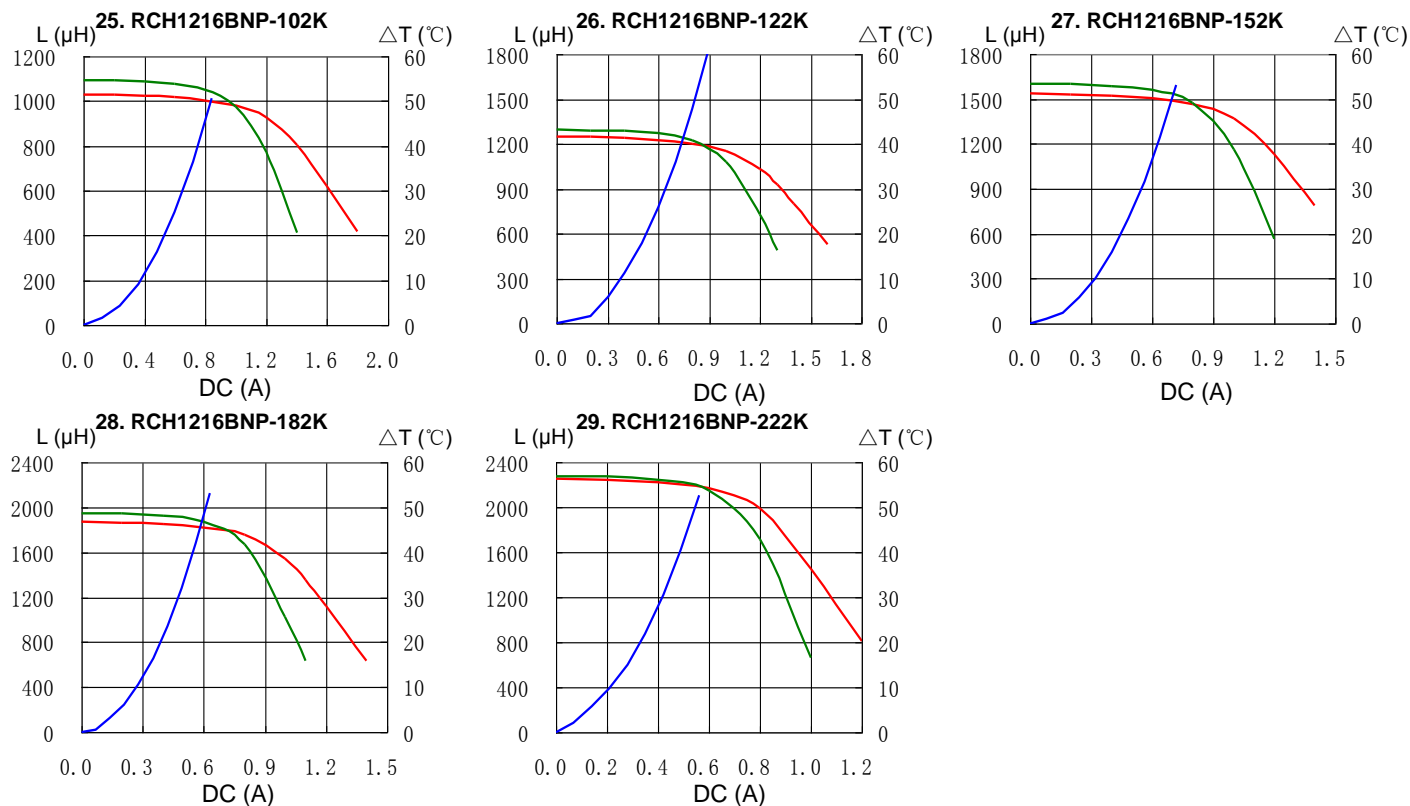 25. RCH1216BNP-102K
L (μH)
△T (℃)
1200
1000
800
600
400
200
0
60
50
40
30
20
10
0
0.0 0.4 0.8 1.2 1.6 2.0
DC (A)
26. RCH1216BNP-122K
L (μH)
△T (℃)
1800
1500
1200
900
600
300
0
60
50
40
30
20
10
0
0.0 0.3 0.6 0.9 1.2 1.5 1.8
DC (A)
27. RCH1216BNP-152K
L (μH)
△T (℃)
1800
1500
1200
900
600
300
0
60
50
40
30
20
10
0
0.0 0.3 0.6 0.9 1.2 1.5
DC (A)
28. RCH1216BNP-182K
L (μH)
△T (℃)
2400
2000
1600
1200
800
400
0
60
50
40
30
20
10
0
0.0 0.3 0.6 0.9 1.2 1.5
DC (A)
29. RCH1216BNP-222K
L (μH)
△T (℃)
2400
2000
1600
1200
800
400
0
60
50
40
30
20
10
0
0.0 0.2 0.4 0.6 0.8 1.0 1.2
DC (A)